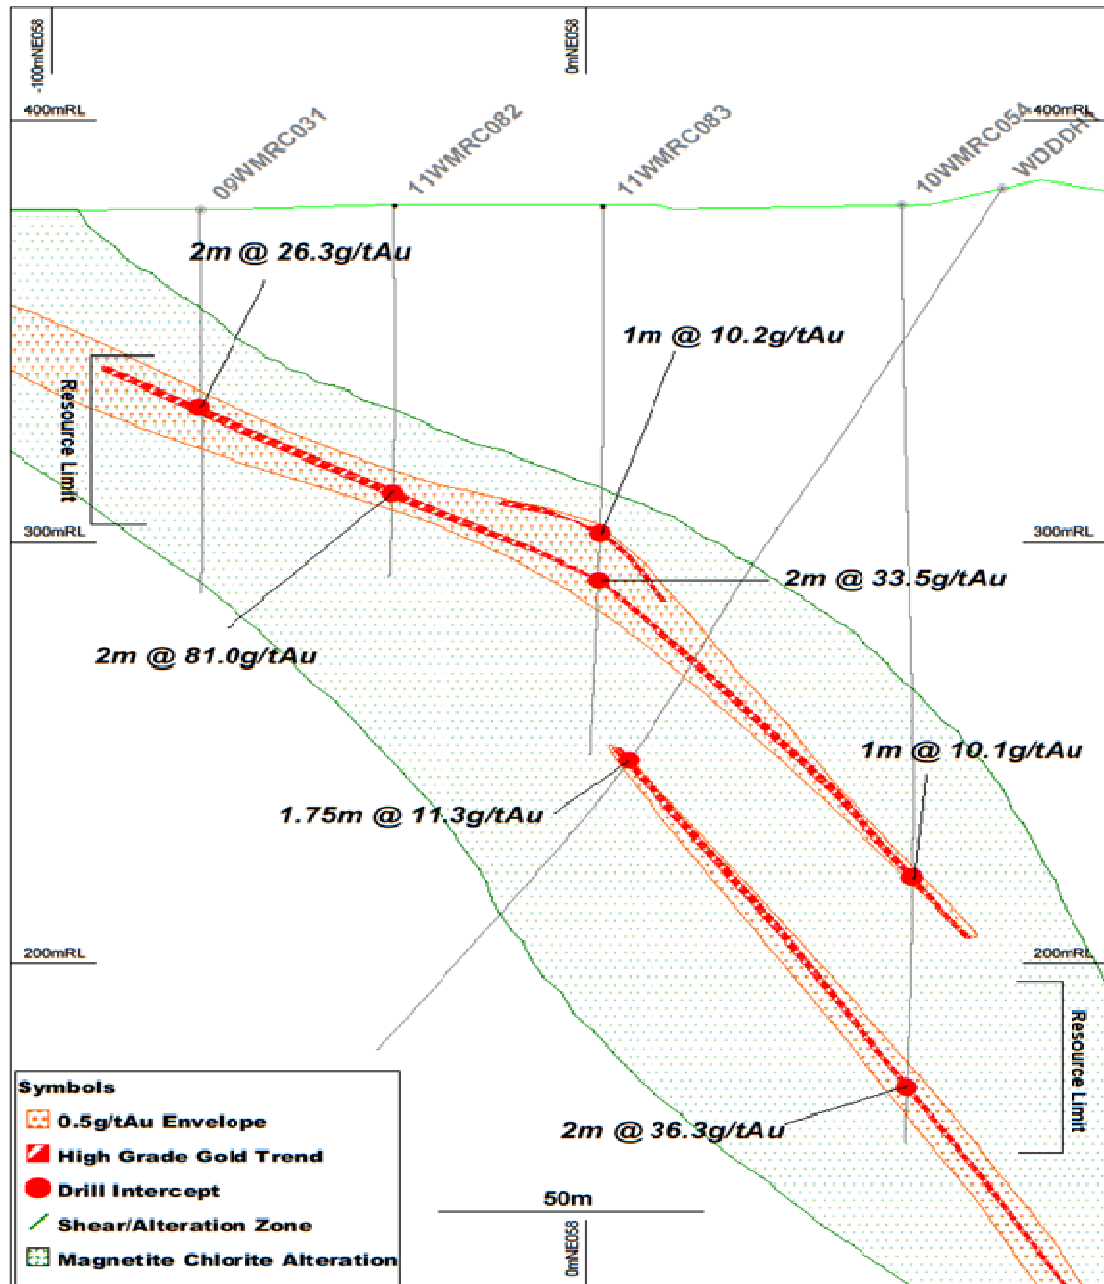 -100mNE058
0mNE058
400mRL
400mRL
09WMRC031
11WMRC082
11WMRC083
10WMRC054
2m @ 26.3g/tAu
1m @ 10.2g/tAu
Resource Limit
300mRL
300mRL
2m @ 33.5g/tAu
2m @ 81.0g/tAu
1m @ 10.1g/tAu
1.75m @ 11.3g/tAu
200mRL
200mRL
Resource Limit
2m @ 36.3g/tAu
Symbols
0.5g/tAu Envelope
High Grade Gold Trend
Drill Intercept
Shear/Alteration Zone
Magnetite Chlorite Alteration
50m
0mNE058